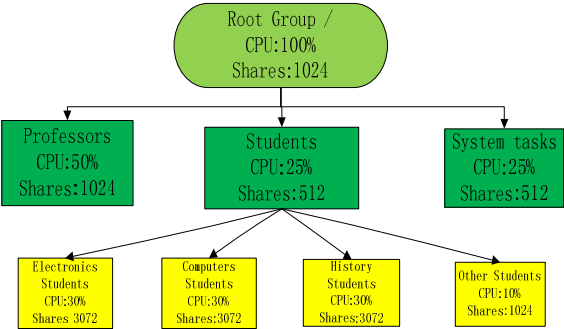 Root Group /
CPU:100%
Shares:1024
Professors
CPU:50%
Shares:1024
Students
CPU:25%
Shares:512
System tasks
CPU:25%
Shares:512
Electronics
Students
CPU:30%
Shares 3072
Computers
Students
CPU:30%
Shares:3072
History
Students
CPU:30%
Shares:3072
Other Students
CPU:10%
Shares:1024